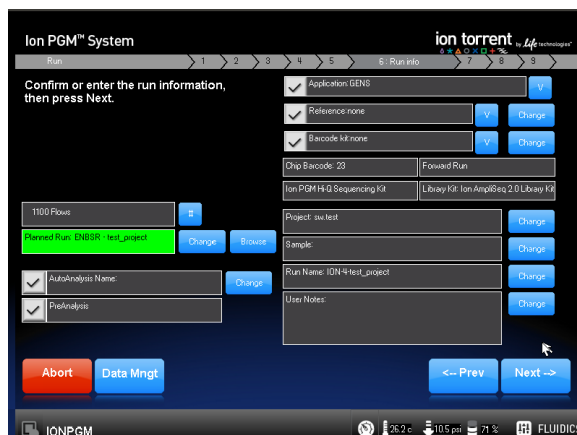 Ion PGM™ System
ion torrent
by life technologies™
Run 1 2 3 4 5 6: Run info 7 8 9
Confirm or enter the run information,
then press Next.
Application: GENS
V
Reference:none
V
Change
Barcode kit:none
V
Change
Chip Barcode: 23
Forward Run
Ion PGM Hi-Q Sequencing Kit
Library Kit: Ion AmpliSeq 2.0 Library Kit
1100 Flows
#
Planned Run: ENBSR - test_project
Change
Browse
AutoAnalysis Name:
Change
PreAnalysis
Project: sw.test
Change
Sample:
Change
Run Name: ION-4-test_project
Change
User Notes:
Change
Abort
Data Mngt
<-- Prev
Next -->
IONPGM
26.2 c
10.5 psi
71 %
FLUIDICS